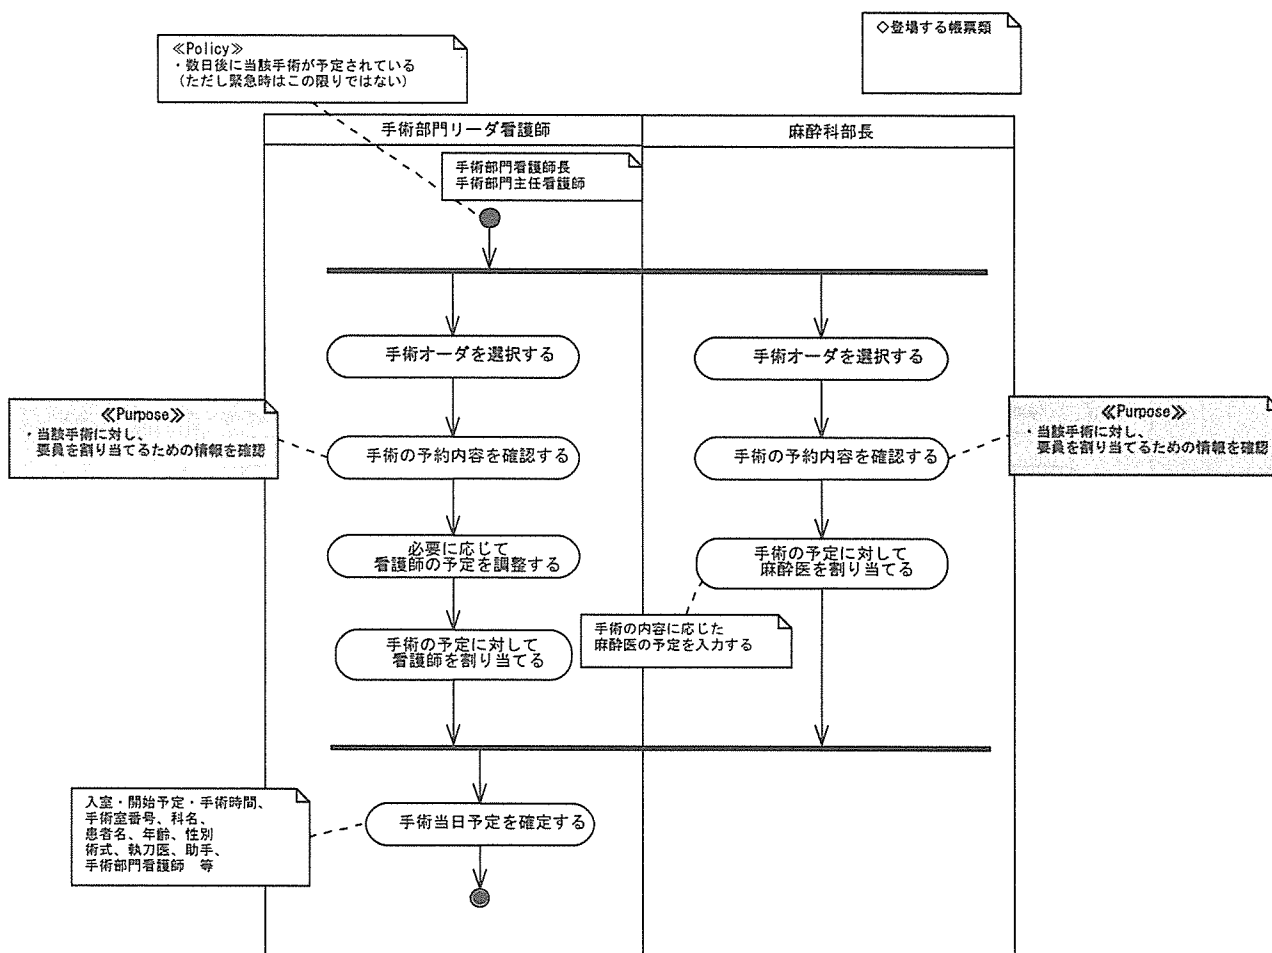 ◇登場する帳票類
≪Policy≫
・数日後に当該手術が予定されている
（ただし緊急時はこの限りではない）
手術部門リーダ看護師
麻酔科部長
手術部門看護師長
手術部門主任看護師
手術オーダを選択する
手術オーダを選択する
≪Purpose≫
・当該手術に対し、
要員を割り当てるための情報を確認
手術の予約内容を確認する
手術の予約内容を確認する
≪Purpose≫
・当該手術に対し、
要員を割り当てるための情報を確認
必要に応じて
看護師の予定を調整する
手術の予定に対して
麻酔医を割り当てる
手術の内容に応じた
麻酔医の予定を入力する
手術の予定に対して
看護師を割り当てる
入室・開始予定・手術時間、
手術室番号、科名、
患者名、年齢、性別
術式、執刀医、助手、
手術部門看護師　等
手術当日予定を確定する